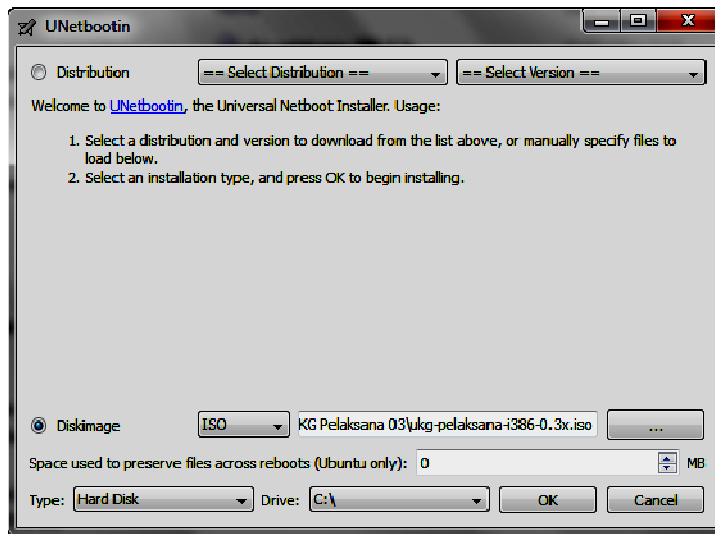 UNetbootin
Distribution == Select Distribution == == Select Version ==
Welcome to UNetbootin, the Universal Netboot Installer. Usage:
1. Select a distribution and version to download from the list above, or manually specify files to
load below.
2. Select an installation type, and press OK to begin installing.
Diskimage ISO KG Pelaksana 03\ukg-pelaksana-i386-0.3x.iso ...
Space used to preserve files across reboots (Ubuntu only): 0 MB
Type: Hard Disk Drive: C:\ OK Cancel